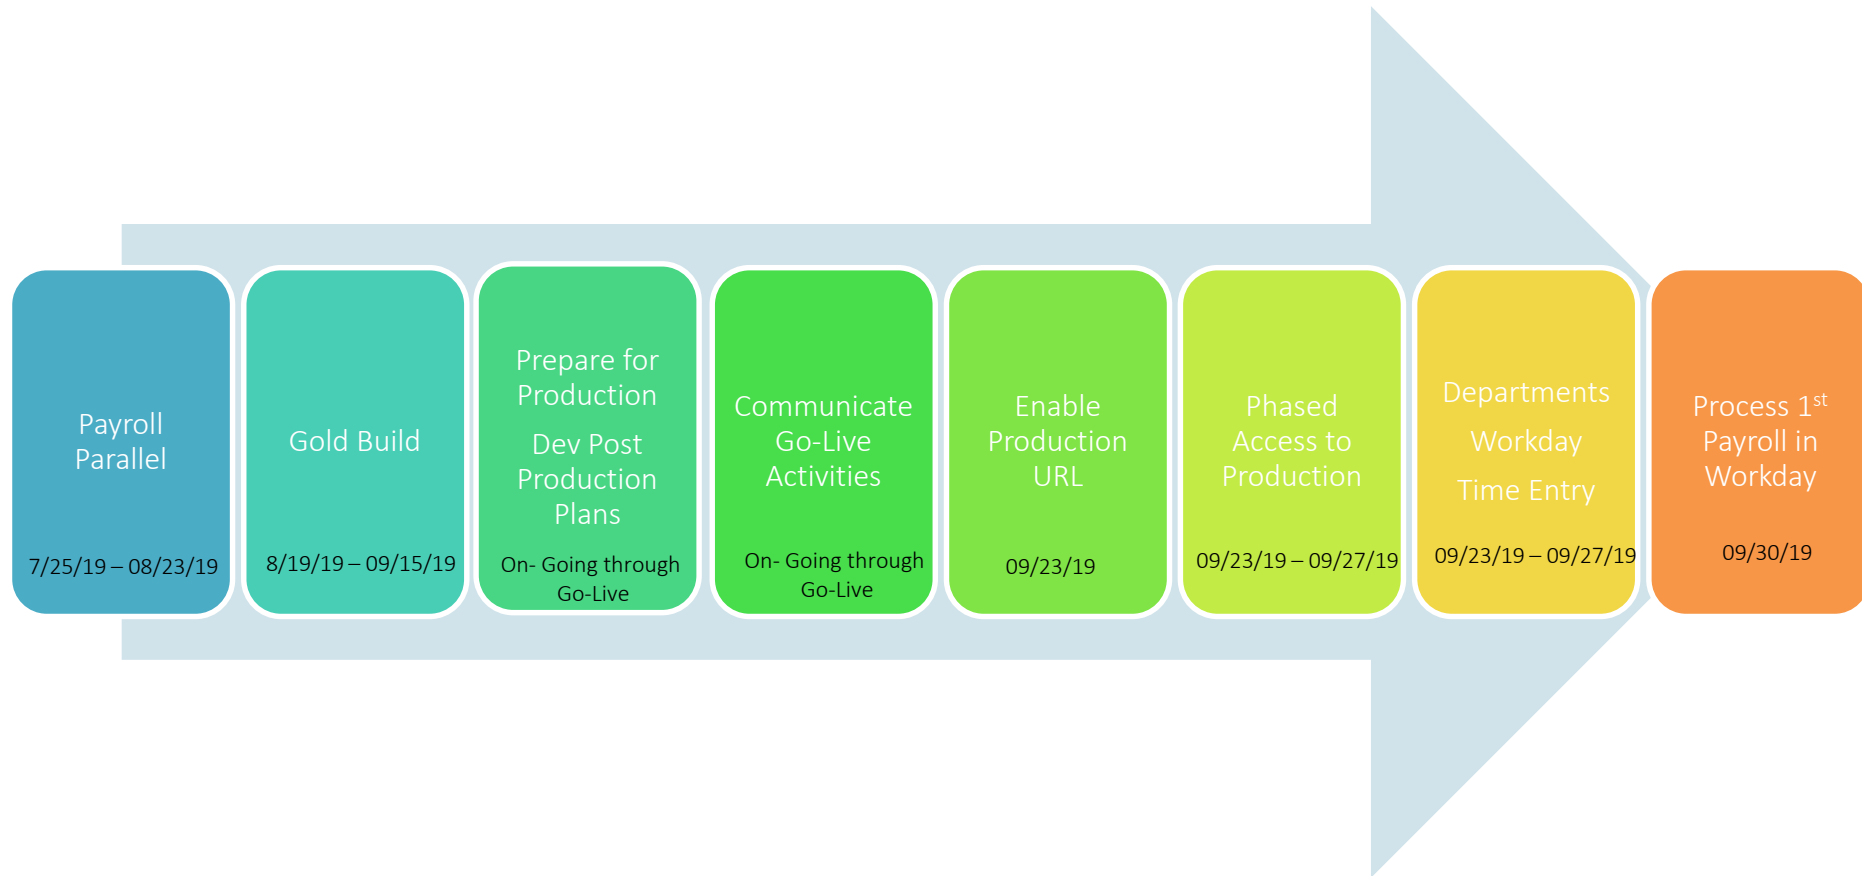 Payroll
Parallel
7/25/19 – 08/23/19
Gold Build
8/19/19 – 09/15/19
Prepare for
Production
Dev Post
Production
Plans
On- Going through
Go-Live
Communicate
Go-Live
Activities
On- Going through
Go-Live
Enable
Production
URL
09/23/19
Phased
Access to
Production
09/23/19 – 09/27/19
Departments
Workday
Time Entry
09/23/19 – 09/27/19
Process 1st
Payroll in
Workday
09/30/19